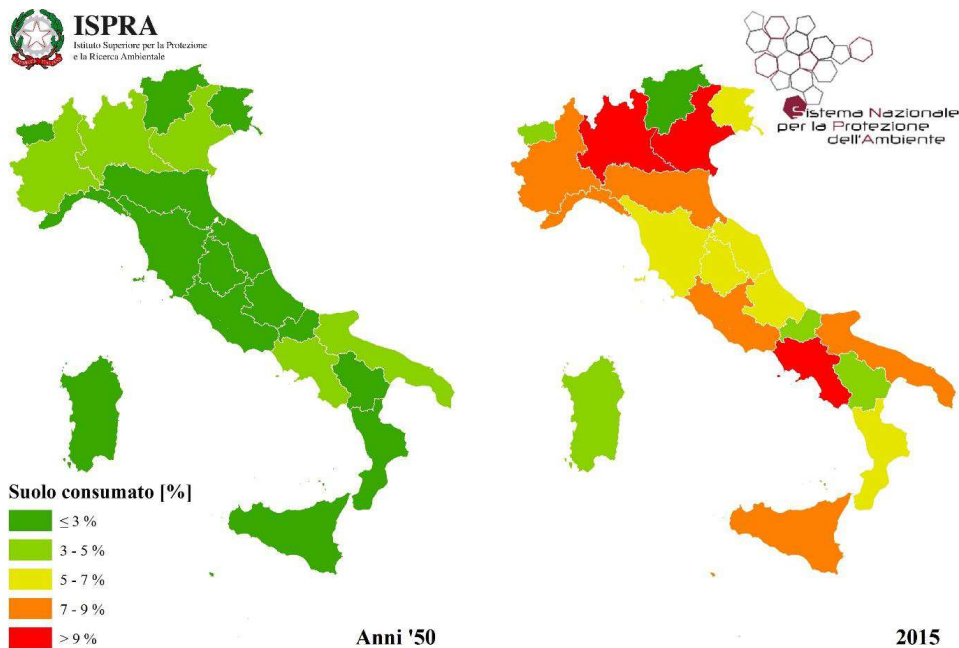 ISPRA
Istituto Superiore per la Protezione
e la Ricerca Ambientale
Sistema Nazionale
per la Protezione
dell'Ambiente
Suolo consumato [%]
≤ 3 %
3 - 5 %
5 - 7 %
7 - 9 %
> 9 %
Anni '50
2015